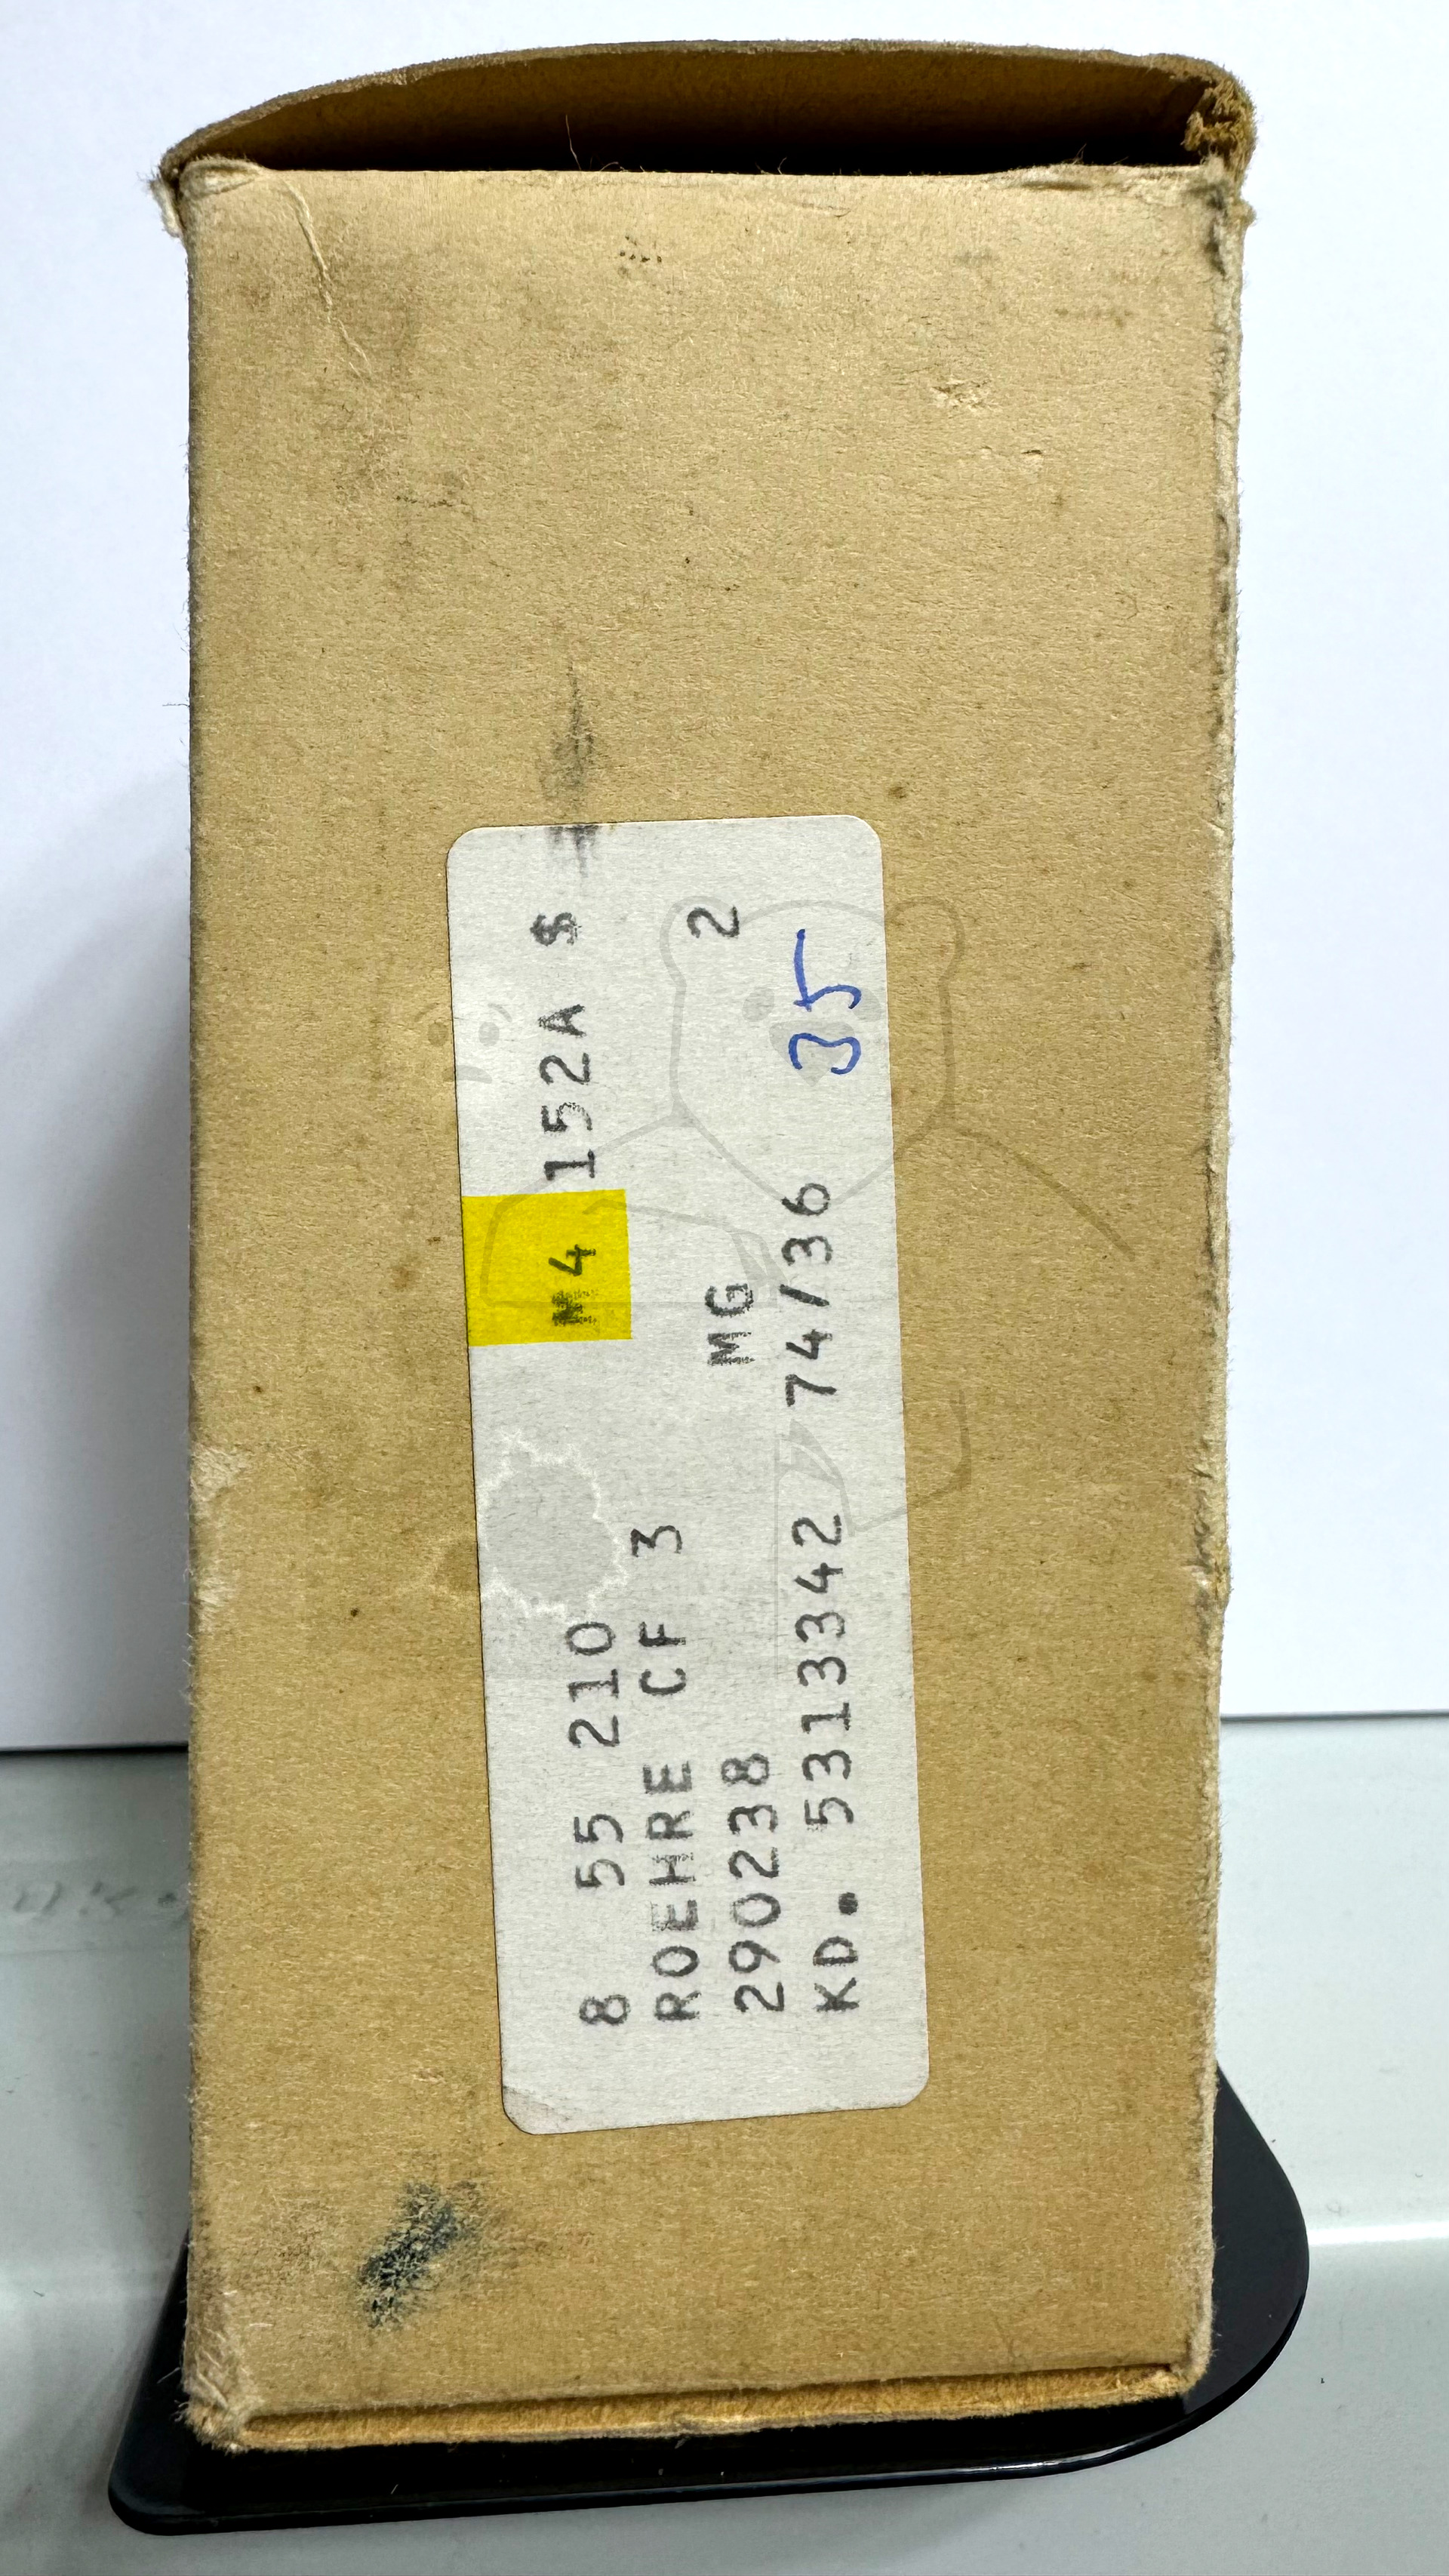 8 55 210 M4 152A $
ROEHRE CF 3
290238 MG 2
KD. 5313342 74/36 35